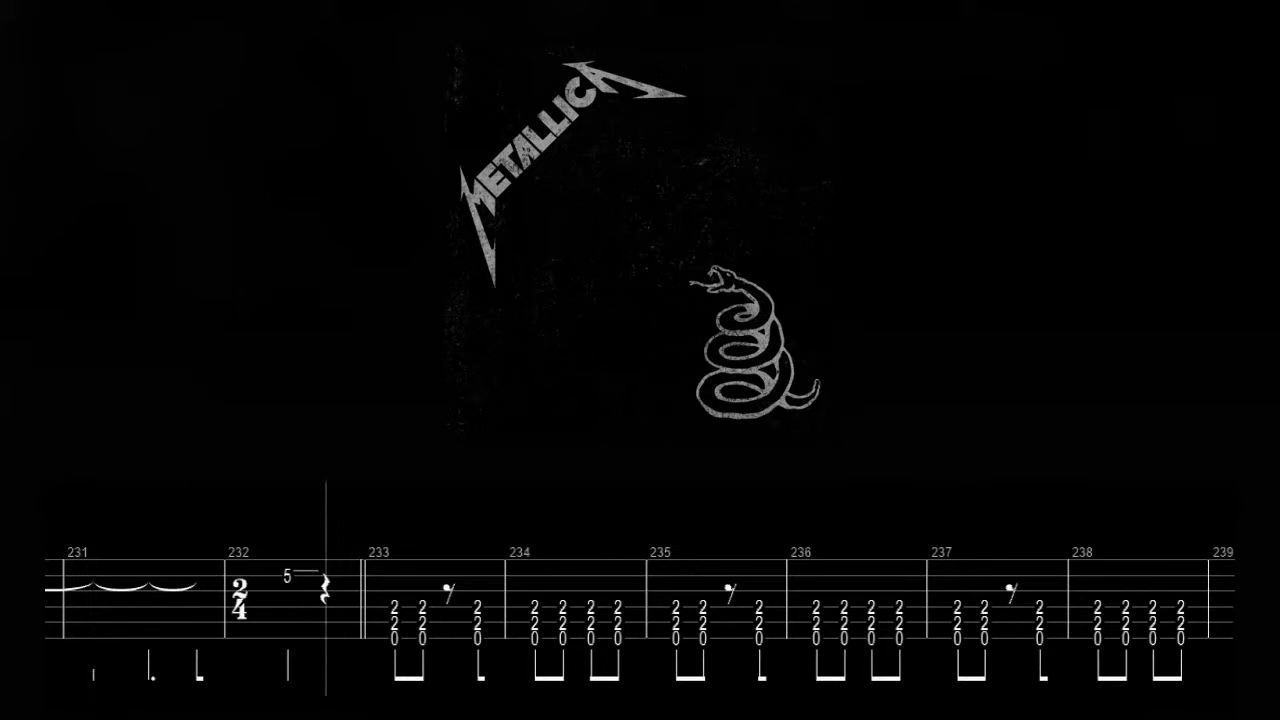 METALLICA
231 232 233 234 235 236 237 238 239
5
2
4
2 2 2 2 2 2 2 2 2 2 2 2 2 2 2 2 2 2 2 2 2
2 2 2 2 2 2 2 2 2 2 2 2 2 2 2 2 2 2 2 2 2
0 0 0 0 0 0 0 0 0 0 0 0 0 0 0 0 0 0 0 0 0